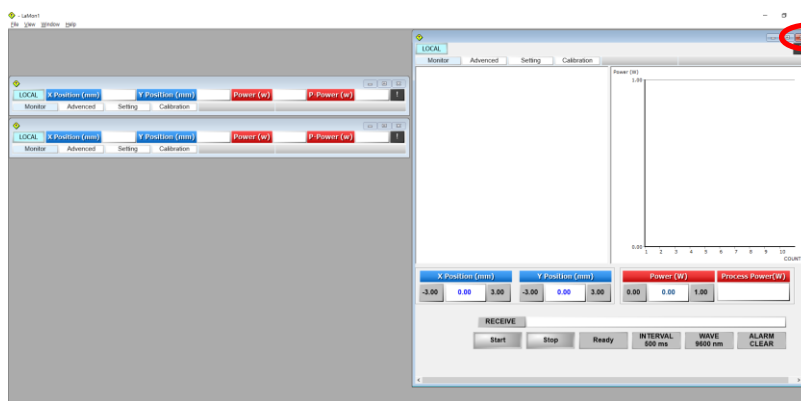 - LaMon1
File View Window Help
LOCAL X Position (mm) Y Position (mm) Power (w) P-Power (w) !
Monitor Advanced Setting Calibration
LOCAL X Position (mm) Y Position (mm) Power (w) P-Power (w) !
Monitor Advanced Setting Calibration
LOCAL
Monitor Advanced Setting Calibration
Power (W)
1.00
0.00
1 2 3 4 5 6 7 8 9 10
COUNT
X Position (mm) Y Position (mm) Power (W) Process Power(W)
-3.00 0.00 3.00 -3.00 0.00 3.00 0.00 0.00 1.00
RECEIVE
Start Stop Ready INTERVAL 500 ms WAVE 9600 nm ALARM CLEAR